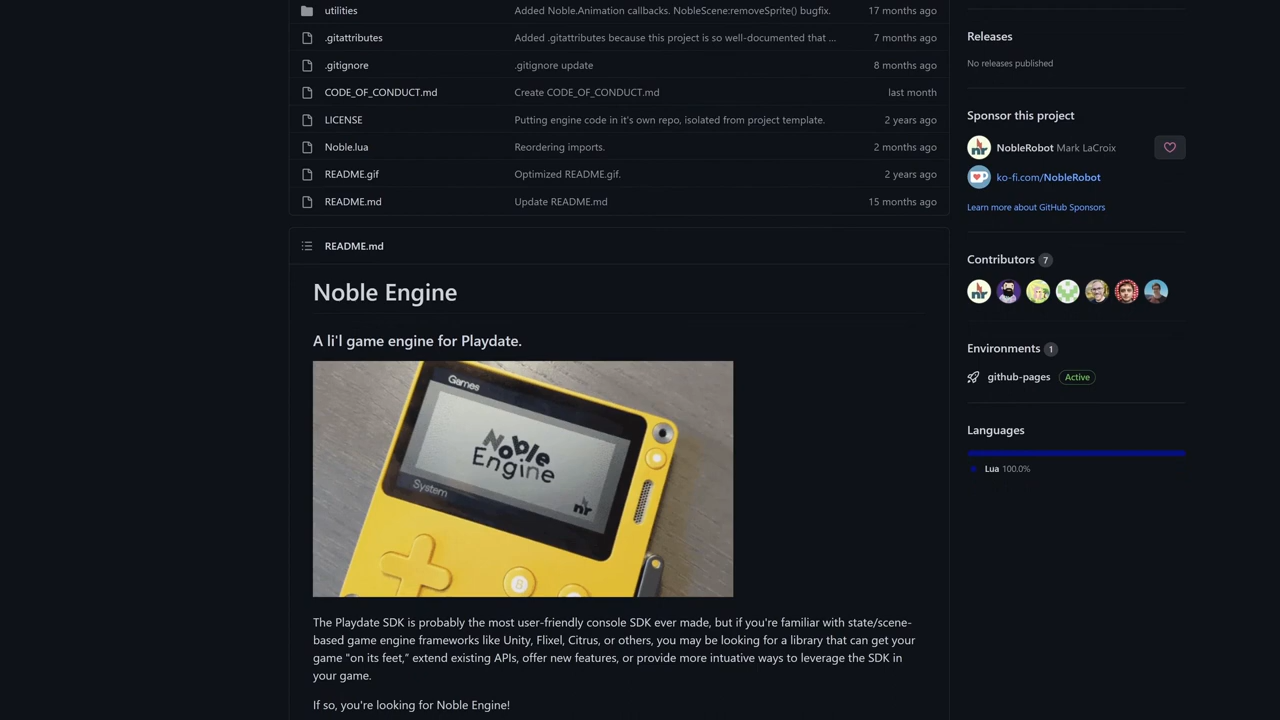 utilities Added Noble.Animation callbacks. NobleScene:removeSprite() bugfix. 17 months ago
.gitattributes Added .gitattributes because this project is so well-documented that ... 7 months ago
.gitignore .gitignore update 8 months ago
CODE_OF_CONDUCT.md Create CODE_OF_CONDUCT.md last month
LICENSE Putting engine code in it's own repo, isolated from project template. 2 years ago
Noble.lua Reordering imports. 2 months ago
README.gif Optimized README.gif. 2 years ago
README.md Update README.md 15 months ago
README.md
Noble Engine
A li'l game engine for Playdate.
Games
Noble
Engine
System
nr
B
The Playdate SDK is probably the most user-friendly console SDK ever made, but if you're familiar with state/scene-
based game engine frameworks like Unity, Flixel, Citrus, or others, you may be looking for a library that can get your
game "on its feet," extend existing APIs, offer new features, or provide more intuative ways to leverage the SDK in
your game.
If so, you're looking for Noble Engine!
Releases
No releases published
Sponsor this project
NobleRobot Mark LaCroix
ko-fi.com/NobleRobot
Learn more about GitHub Sponsors
Contributors 7
Environments 1
github-pages Active
Languages
Lua 100.0%